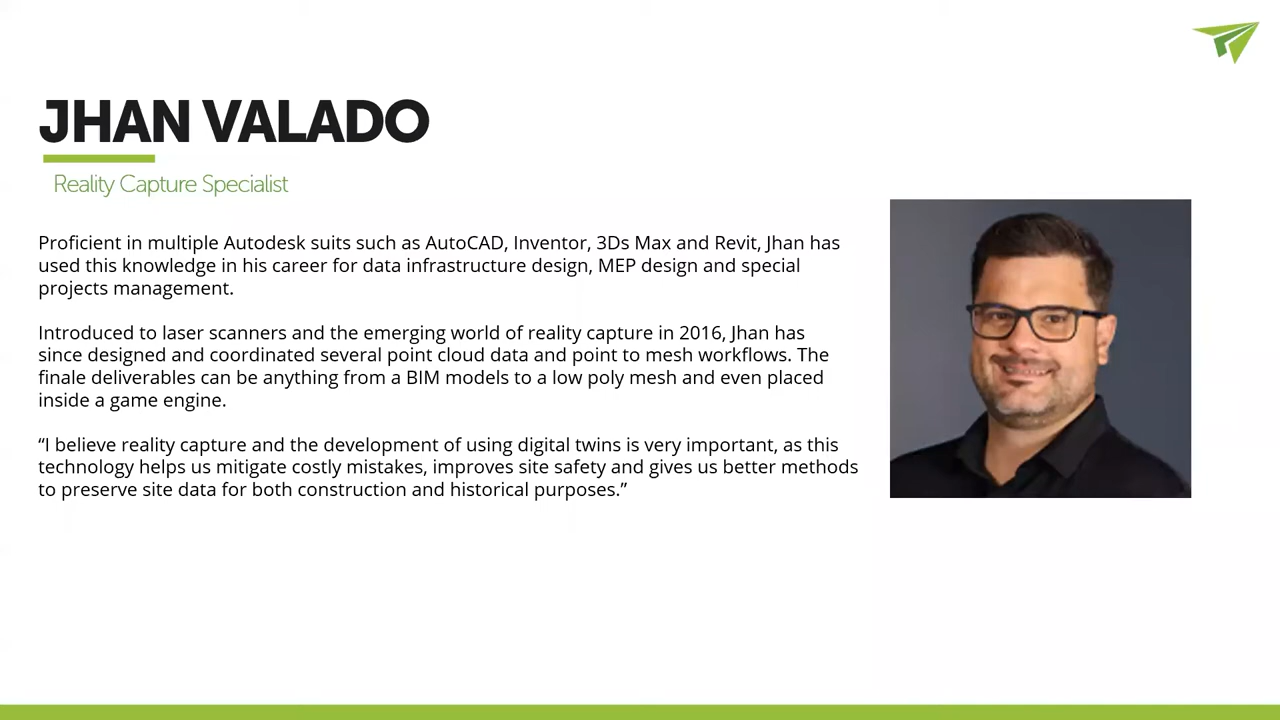 JHAN VALADO
Reality Capture Specialist
Proficient in multiple Autodesk suits such as AutoCAD, Inventor, 3Ds Max and Revit, Jhan has
used this knowledge in his career for data infrastructure design, MEP design and special
projects management.
Introduced to laser scanners and the emerging world of reality capture in 2016, Jhan has
since designed and coordinated several point cloud data and point to mesh workflows. The
finale deliverables can be anything from a BIM models to a low poly mesh and even placed
inside a game engine.
“I believe reality capture and the development of using digital twins is very important, as this
technology helps us mitigate costly mistakes, improves site safety and gives us better methods
to preserve site data for both construction and historical purposes.”